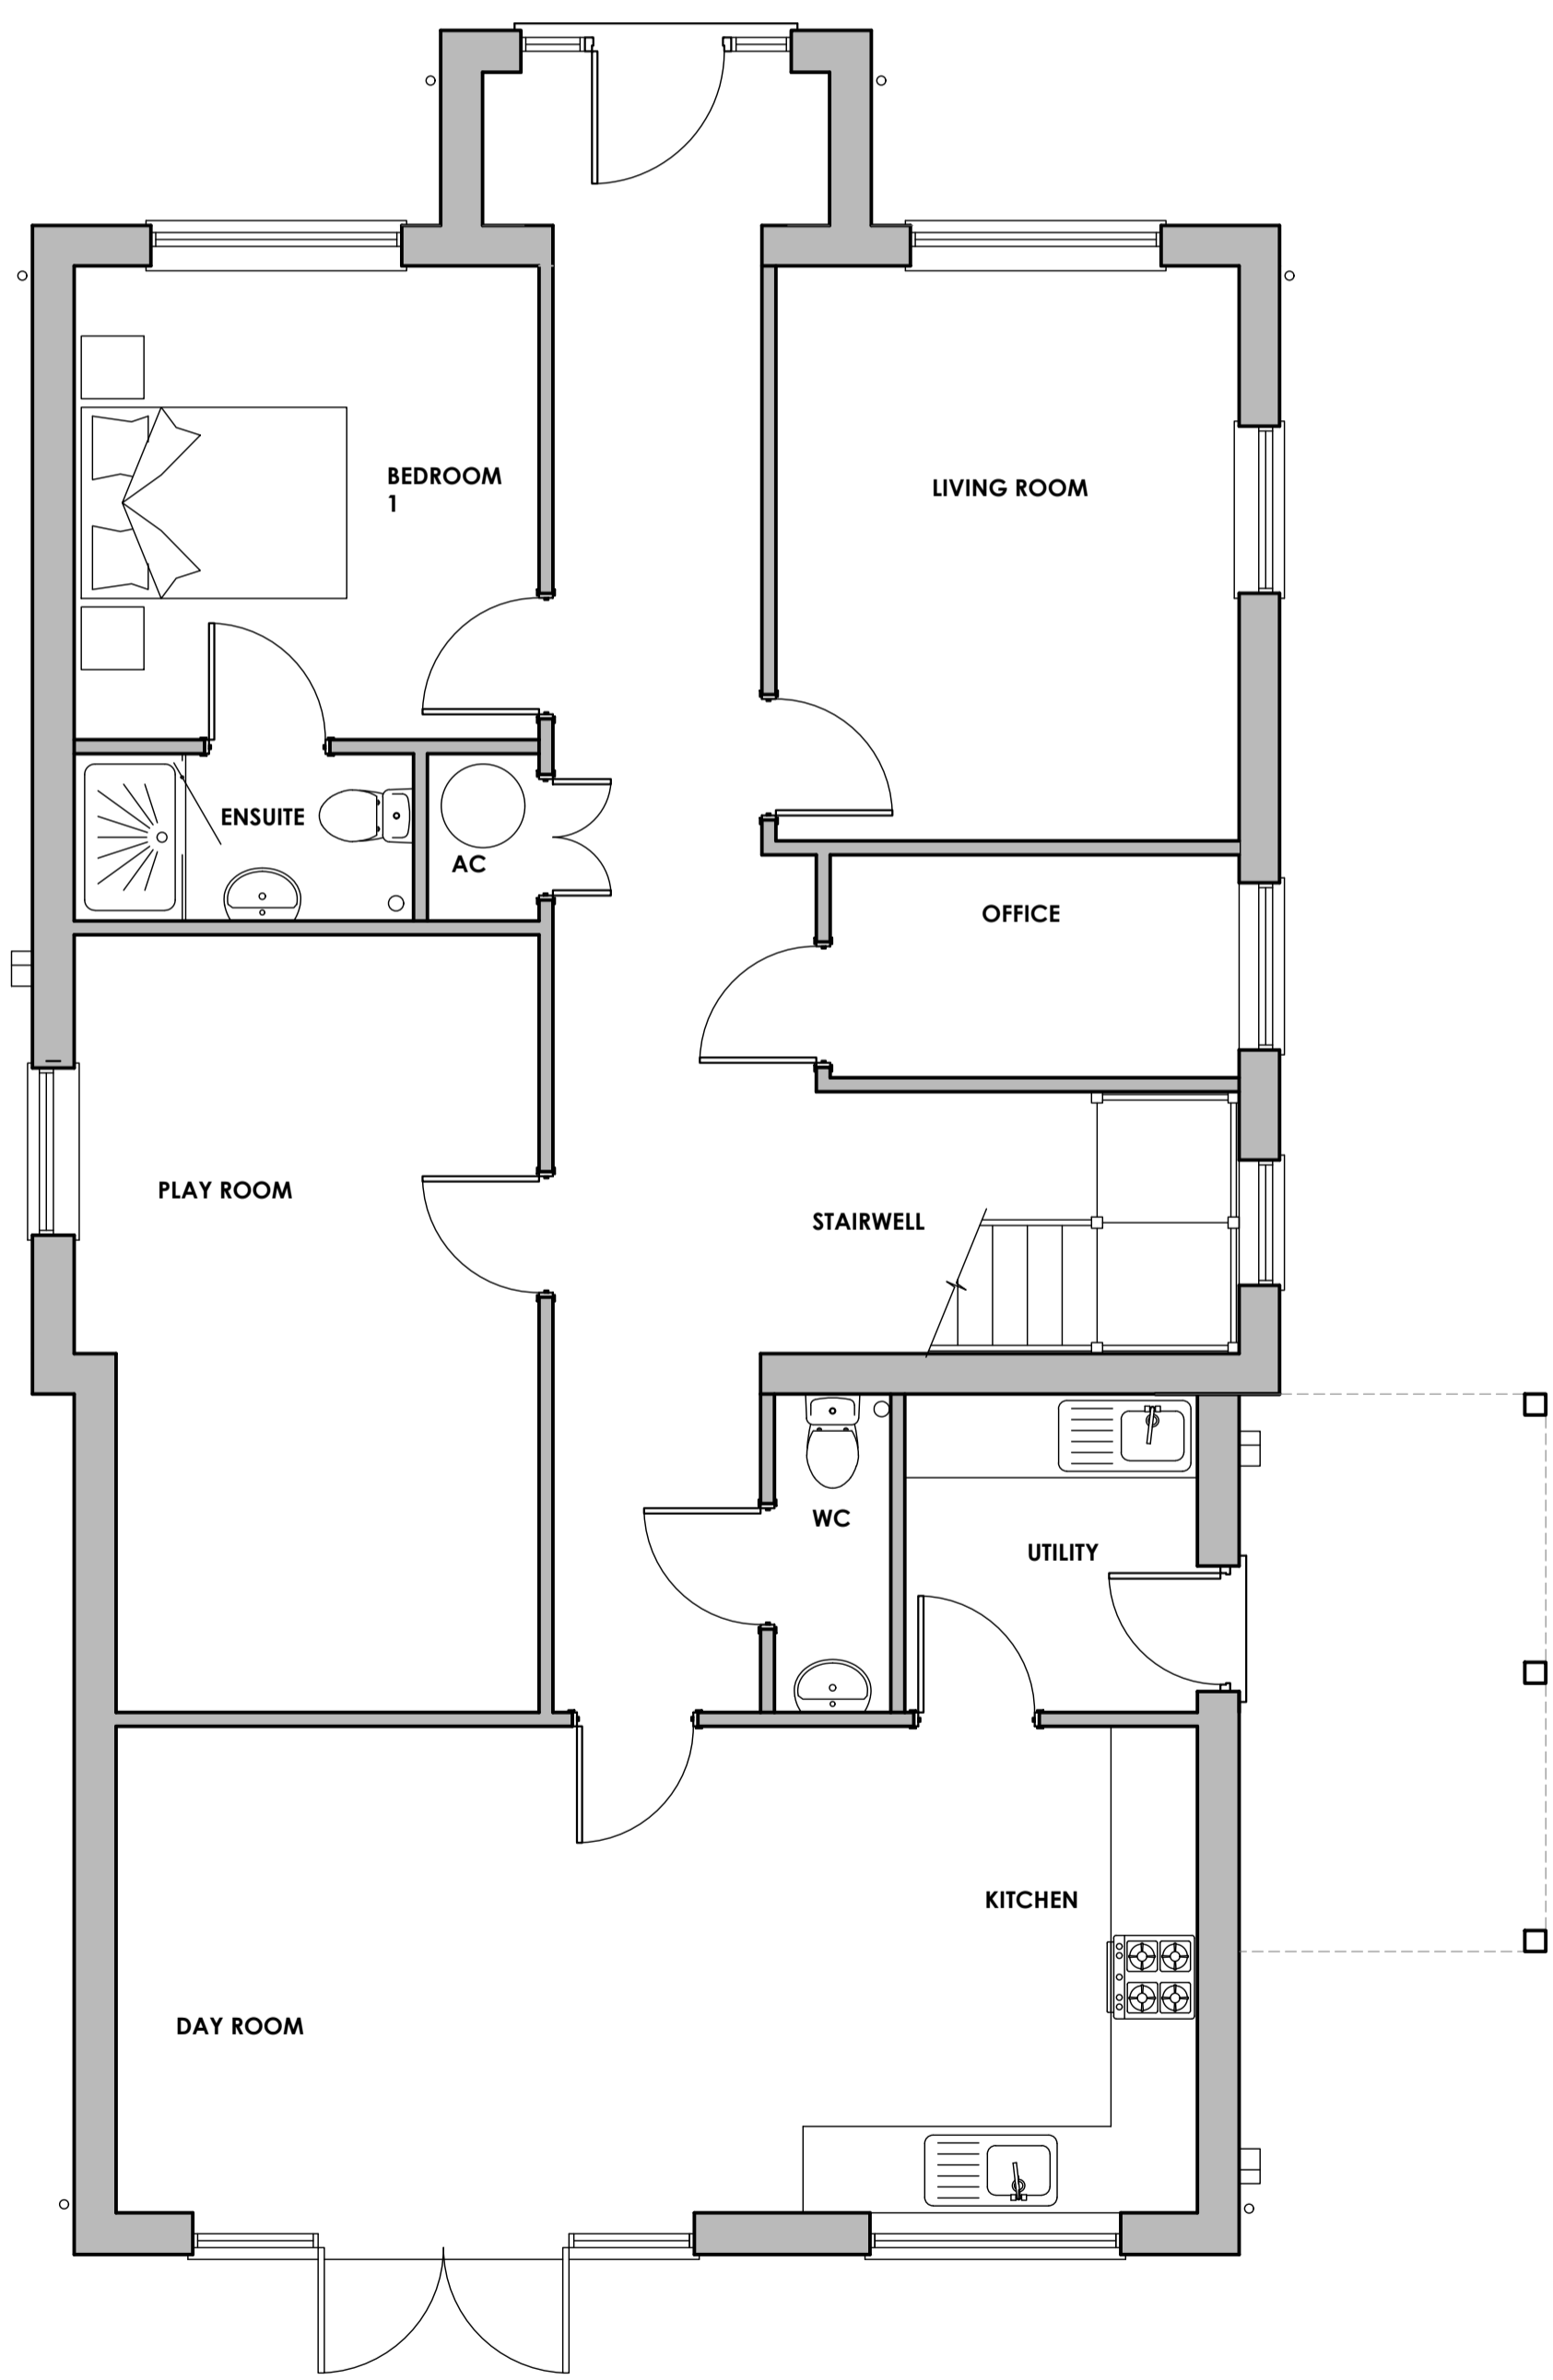 BEDROOM
1
LIVING ROOM
ENSUITE
AC
OFFICE
PLAY ROOM
STAIRWELL
WC
UTILITY
KITCHEN
DAY ROOM